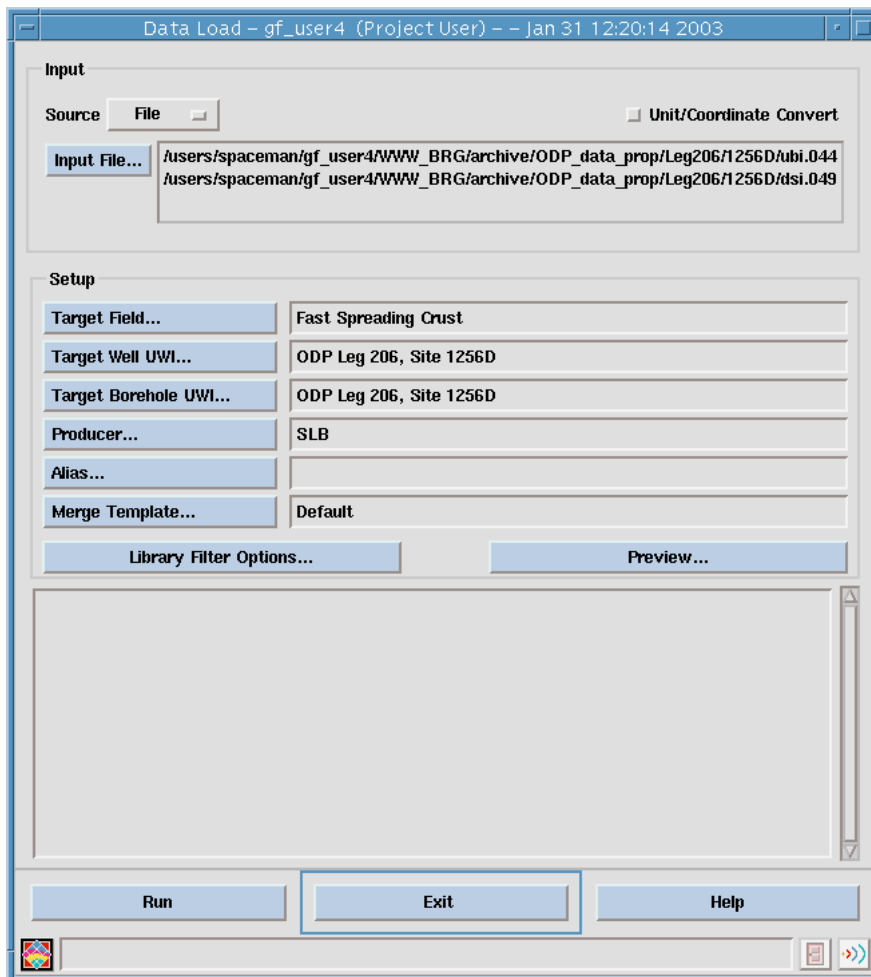 Data Load – gf_user4 (Project User) – – Jan 31 12:20:14 2003
Input
Source File Unit/Coordinate Convert
Input File... /users/spaceman/gf_user4/WWW_BRG/archive/ODP_data_prop/Leg206/1256D/ubi.044
/users/spaceman/gf_user4/WWW_BRG/archive/ODP_data_prop/Leg206/1256D/dsi.049
Setup
Target Field... Fast Spreading Crust
Target Well UWI... ODP Leg 206, Site 1256D
Target Borehole UWI... ODP Leg 206, Site 1256D
Producer... SLB
Alias...
Merge Template... Default
Library Filter Options... Preview...
Run Exit Help